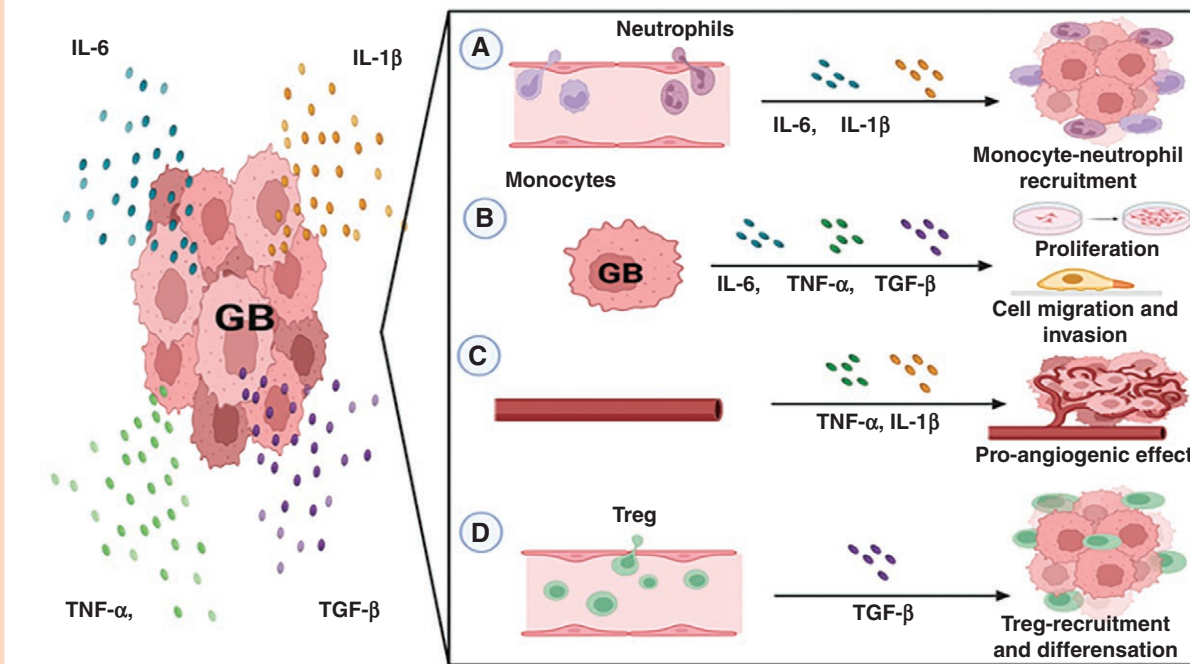 IL-6
IL-1β
GB
TNF-α,
TGF-β
A
Neutrophils
Monocytes
IL-6, IL-1β
Monocyte-neutrophil
recruitment
B
GB
IL-6, TNF-α, TGF-β
Proliferation
Cell migration and
invasion
C
TNF-α, IL-1β
Pro-angiogenic effect
D
Treg
TGF-β
Treg-recruitment
and differensation